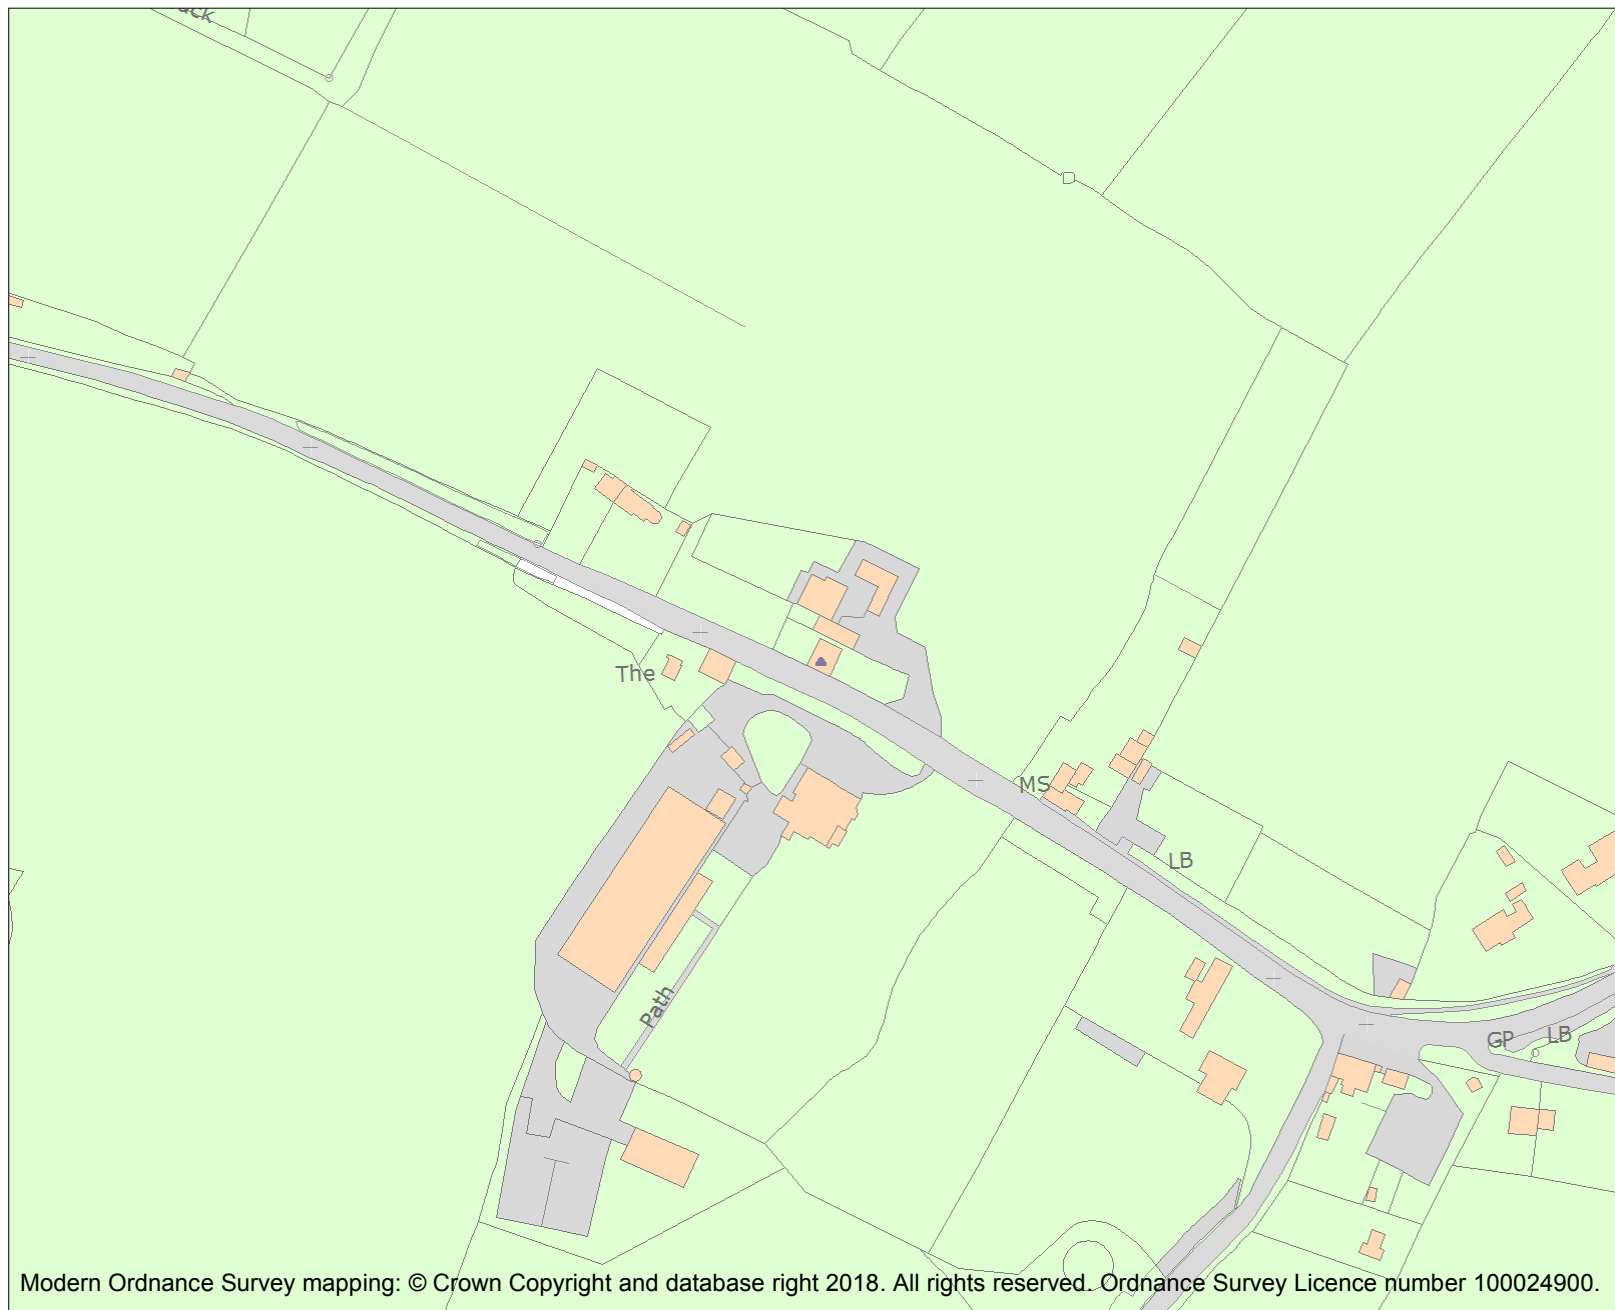 The
MS
LB
Path
GP
LB
Modern Ordnance Survey mapping: © Crown Copyright and database right 2018. All rights reserved. Ordnance Survey Licence number 100024900.